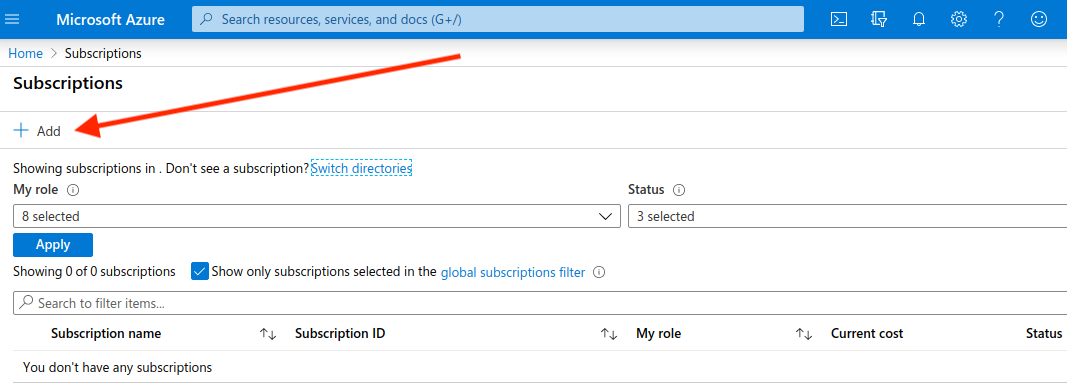 Microsoft Azure
Search resources, services, and docs (G+/)
Home > Subscriptions
Subscriptions
+ Add
Showing subscriptions in . Don't see a subscription? Switch directories
My role
Status
8 selected
3 selected
Apply
Showing 0 of 0 subscriptions
Show only subscriptions selected in the global subscriptions filter
Search to filter items...
Subscription name Subscription ID My role Current cost Status
You don't have any subscriptions